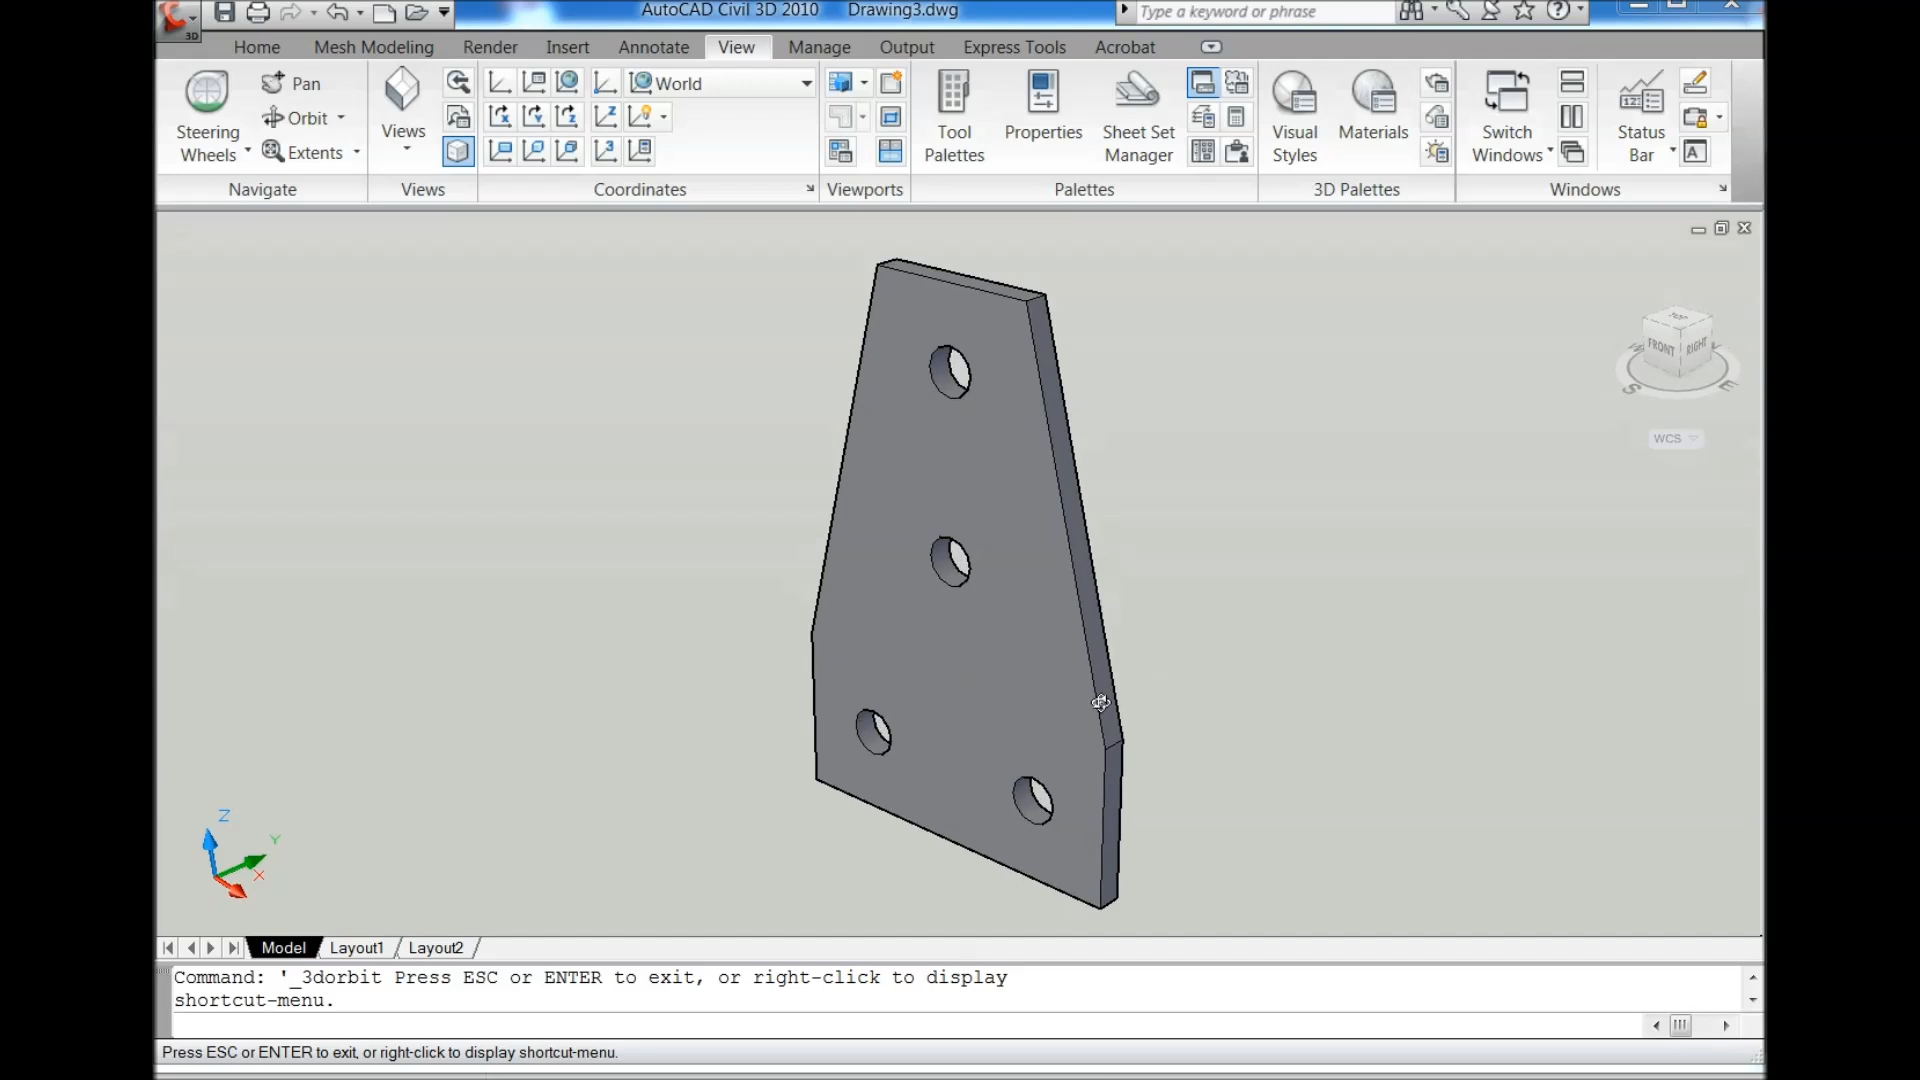 AutoCAD Civil 3D 2010 Drawing3.dwg
Type a keyword or phrase
3D
Home Mesh Modeling Render Insert Annotate View Manage Output Express Tools Acrobat
Pan
Orbit
Extents
Steering
Wheels
Views
World
Tool
Palettes
Properties
Sheet Set
Manager
Visual
Styles
Materials
Switch
Windows
Status
Bar
Navigate Views Coordinates Viewports Palettes 3D Palettes Windows
TOP
FRONT RIGHT
S E
WCS
Z
Y
X
Model Layout1 Layout2
Command: '_3dorbit Press ESC or ENTER to exit, or right-click to display
shortcut-menu.
Press ESC or ENTER to exit, or right-click to display shortcut-menu.